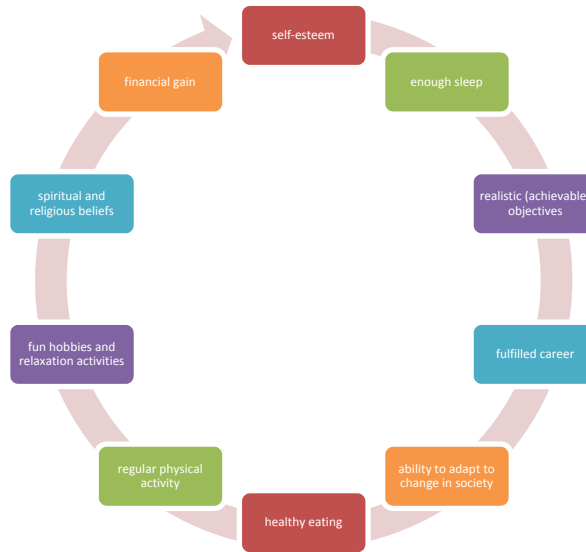 self-esteem
enough sleep
realistic (achievable)
objectives
fulfilled career
ability to adapt to
change in society
healthy eating
regular physical
activity
fun hobbies and
relaxation activities
spiritual and
religious beliefs
financial gain